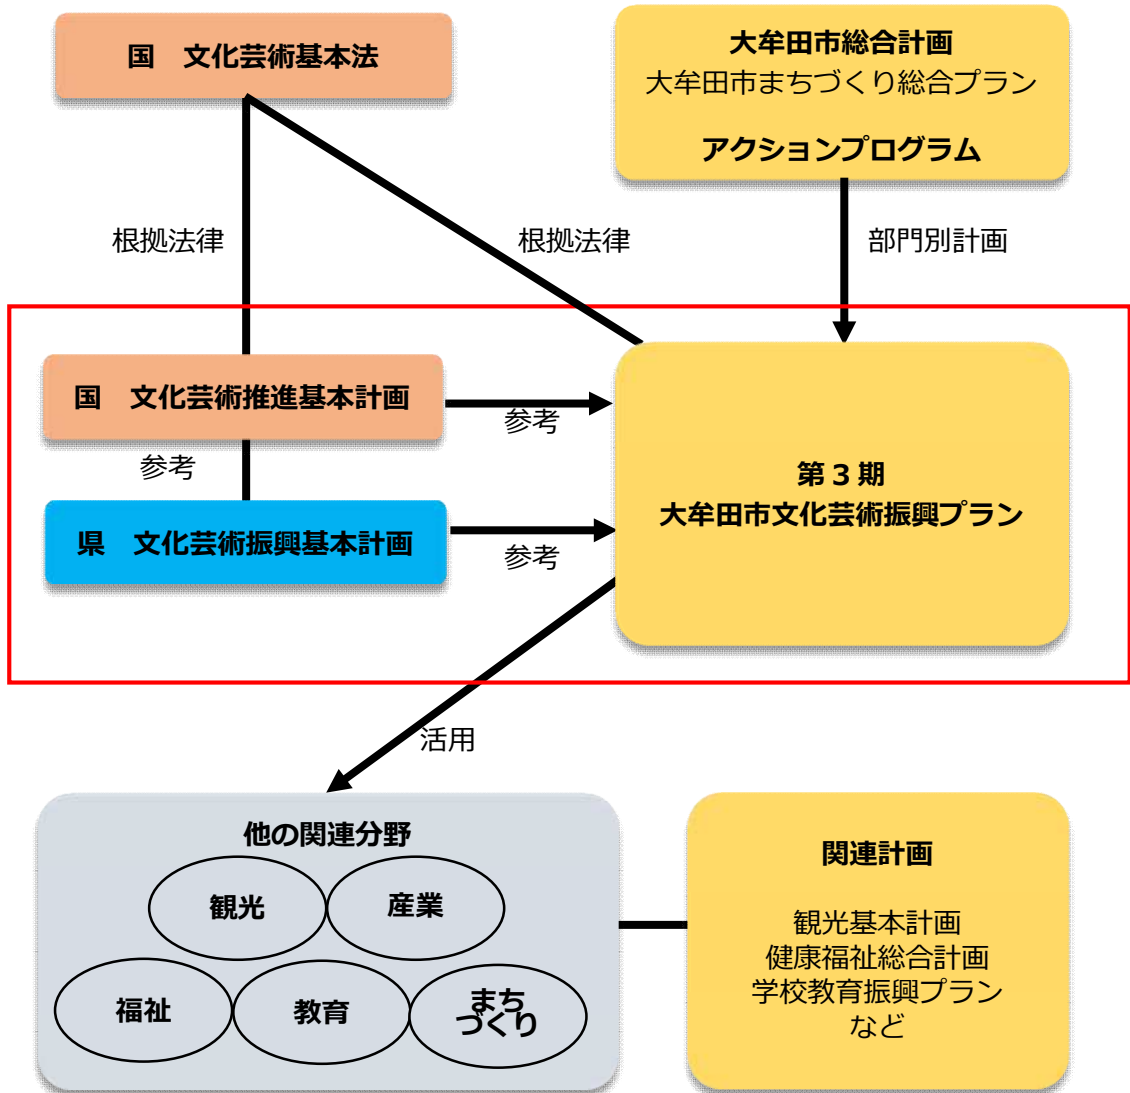 国　文化芸術基本法
大牟田市総合計画
大牟田市まちづくり総合プラン
アクションプログラム
根拠法律
根拠法律
部門別計画
国　文化芸術推進基本計画
参考
参考
県　文化芸術振興基本計画
参考
第３期
大牟田市文化芸術振興プラン
活用
他の関連分野
観光
産業
福祉
教育
まち
づくり
関連計画
観光基本計画
健康福祉総合計画
学校教育振興プラン
など